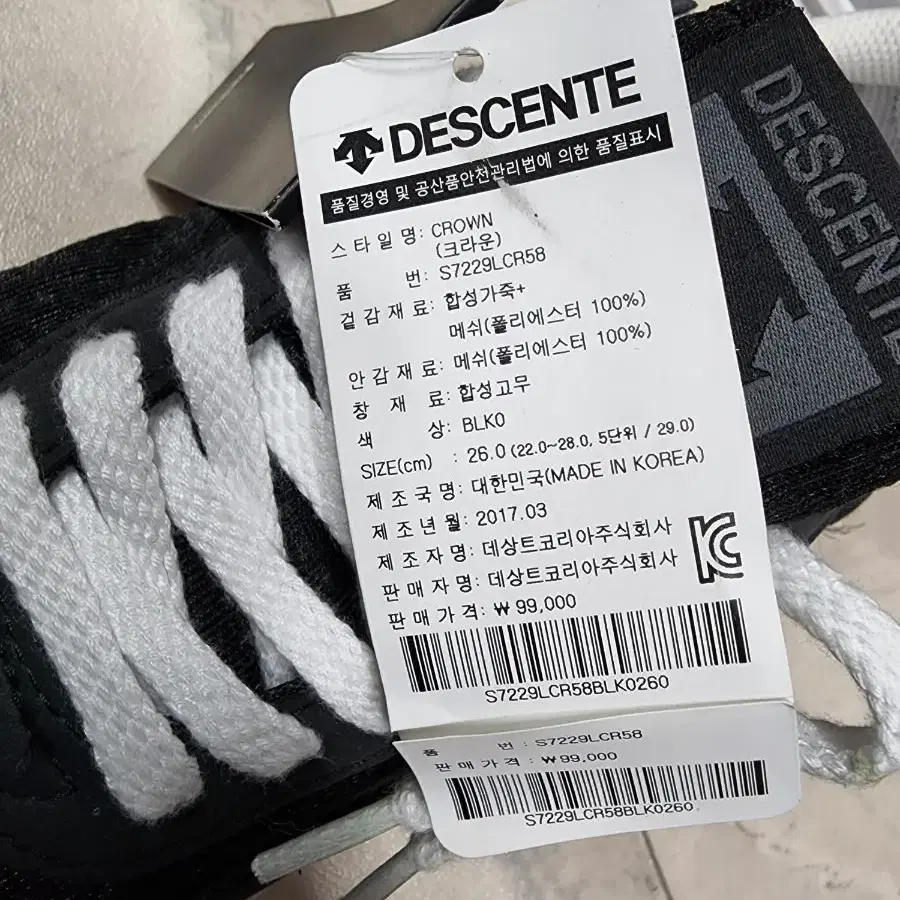 DESCENTE
품질경영 및 공산품안전관리법에 의한 품질표시
스타일명: CROWN
(크라운)
품 번: S7229LCR58
겉감재료: 합성가죽+
메쉬(폴리에스터 100%)
안감재료: 메쉬(폴리에스터 100%)
창 재 료: 합성고무
색 상: BLK0
SIZE(cm) : 26.0 (22.0~28.0, 5단위 / 29.0)
제조국명: 대한민국(MADE IN KOREA)
제조년월: 2017.03
제조자명: 데상트코리아주식회사
판매자명: 데상트코리아주식회사
판매가격: ₩ 99,000
S7229LCR58BLK0260
품 번 : S7229LCR58
판매가격 : ₩99,000
S7229LCR58BLK0260
DESCENTE